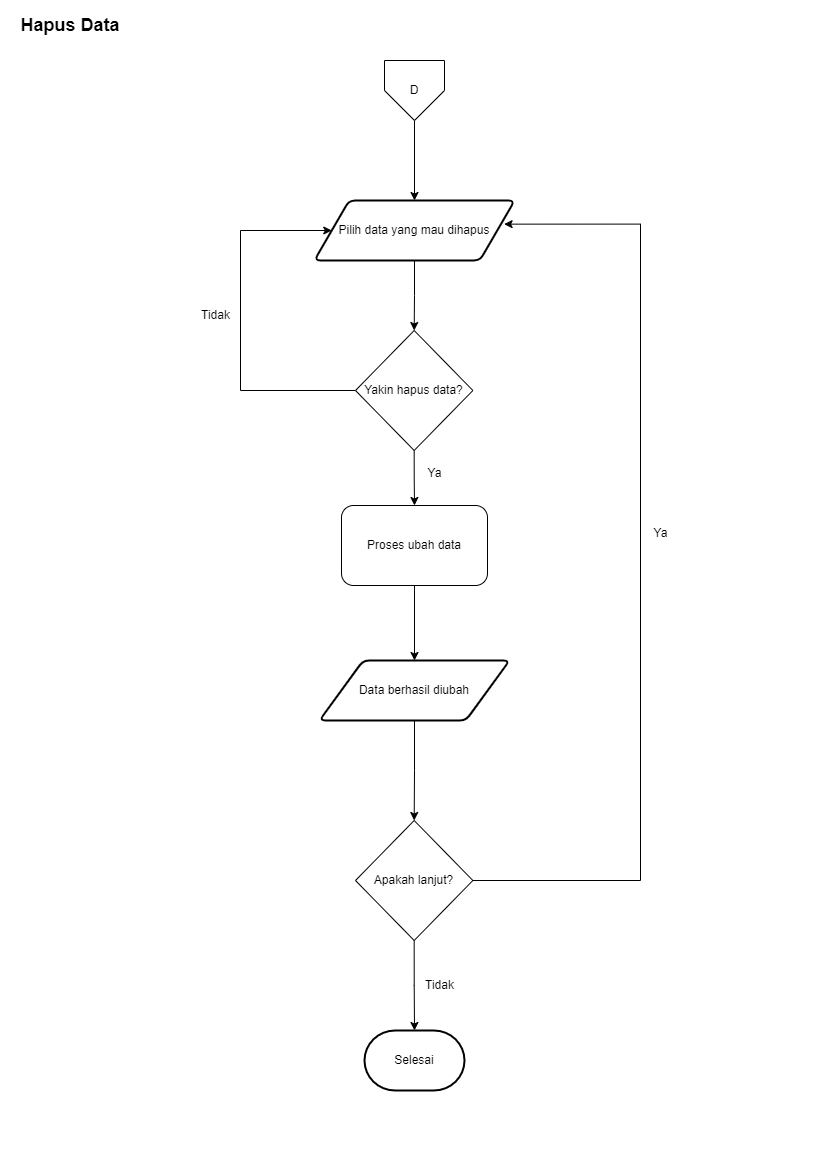 Hapus Data
D
Pilih data yang mau dihapus
Tidak
Yakin hapus data?
Ya
Proses ubah data
Ya
Data berhasil diubah
Apakah lanjut?
Tidak
Selesai